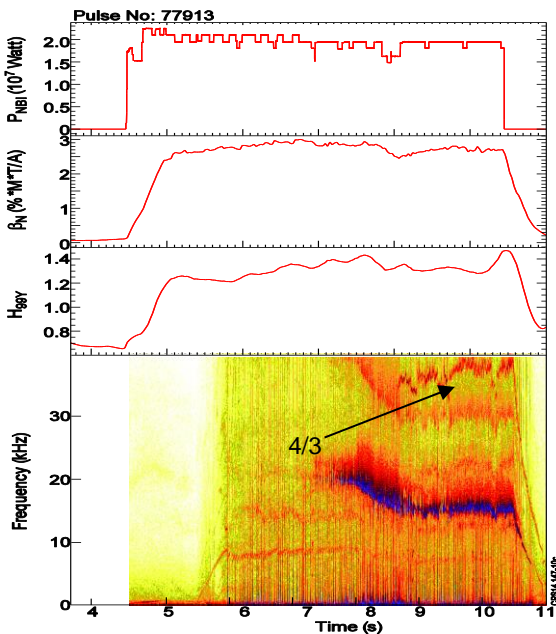 Pulse No: 77913
P_NBI (10^7 Watt)
2.0
1.5
1.0
0.5
0
β_N (%*M*T/A)
3
2
1
0
H_98Y
1.4
1.2
1.0
0.8
Frequency (kHz)
30
20
10
0
4/3
4 5 6 7 8 9 10 11
Time (s)